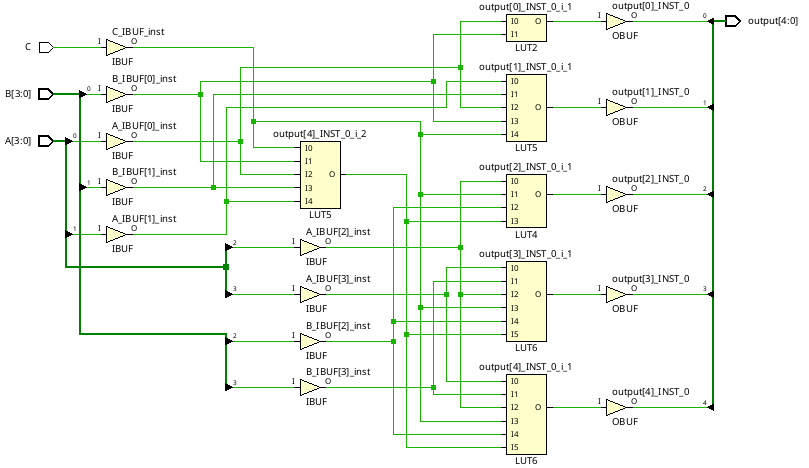 C
I
C_IBUF_inst
O
IBUF
B[3:0]
0
I
B_IBUF[0]_inst
O
IBUF
A[3:0]
0
I
A_IBUF[0]_inst
O
IBUF
1
I
B_IBUF[1]_inst
O
IBUF
1
I
A_IBUF[1]_inst
O
IBUF
output[4]_INST_0_i_2
I0
I1
I2
I3
I4
O
LUT5
2
I
A_IBUF[2]_inst
O
IBUF
3
I
A_IBUF[3]_inst
O
IBUF
2
I
B_IBUF[2]_inst
O
IBUF
3
I
B_IBUF[3]_inst
O
IBUF
output[0]_INST_0_i_1
I0
I1
O
LUT2
output[1]_INST_0_i_1
I0
I1
I2
I3
I4
O
LUT5
output[2]_INST_0_i_1
I0
I1
I2
I3
O
LUT4
output[3]_INST_0_i_1
I0
I1
I2
I3
I4
I5
O
LUT6
output[4]_INST_0_i_1
I0
I1
I2
I3
I4
I5
O
LUT6
output[0]_INST_0
I
O
OBUF
0
output[4:0]
output[1]_INST_0
I
O
OBUF
1
output[2]_INST_0
I
O
OBUF
2
output[3]_INST_0
I
O
OBUF
3
output[4]_INST_0
I
O
OBUF
4